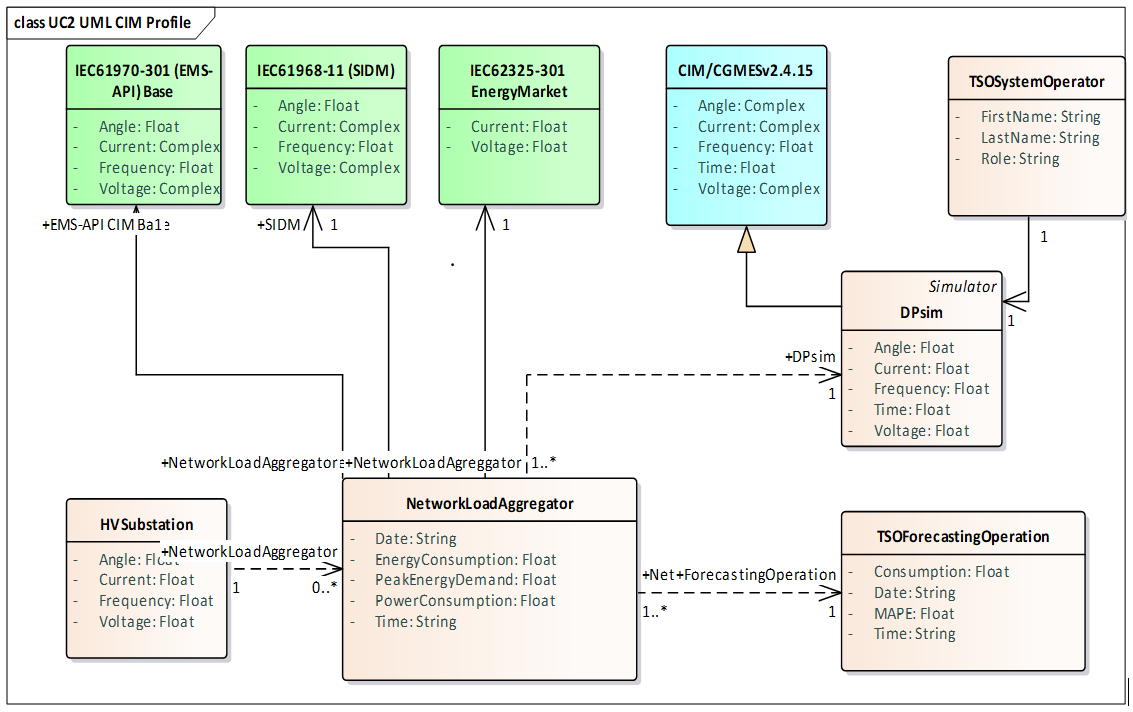 class UC2 UML CIM Profile
IEC61970-301 (EMS-
API) Base
- Angle: Float
- Current: Complex
- Frequency: Float
- Voltage: Complex
IEC61968-11 (SIDM)
- Angle: Float
- Current: Complex
- Frequency: Float
- Voltage: Complex
IEC62325-301
EnergyMarket
- Current: Float
- Voltage: Float
CIM/CGMESv2.4.15
- Angle: Complex
- Current: Complex
- Frequency: Float
- Time: Float
- Voltage: Complex
TSOSystemOperator
- FirstName: String
- LastName: String
- Role: String
+EMS-API CIM Ba1e
+SIDM
1
1
1
1
Simulator
DPsim
- Angle: Float
- Current: Float
- Frequency: Float
- Time: Float
- Voltage: Float
+DPsim
1
+NetworkLoadAggregator
+NetworkLoadAgreggator
1..*
HVSubstation
- Angle: Float
- Current: Float
- Frequency: Float
- Voltage: Float
+NetworkLoadAggregator
1
0..*
NetworkLoadAggregator
- Date: String
- EnergyConsumption: Float
- PeakEnergyDemand: Float
- PowerConsumption: Float
- Time: String
+Net+ForecastingOperation
1..*
1
TSOForecastingOperation
- Consumption: Float
- Date: String
- MAPE: Float
- Time: String